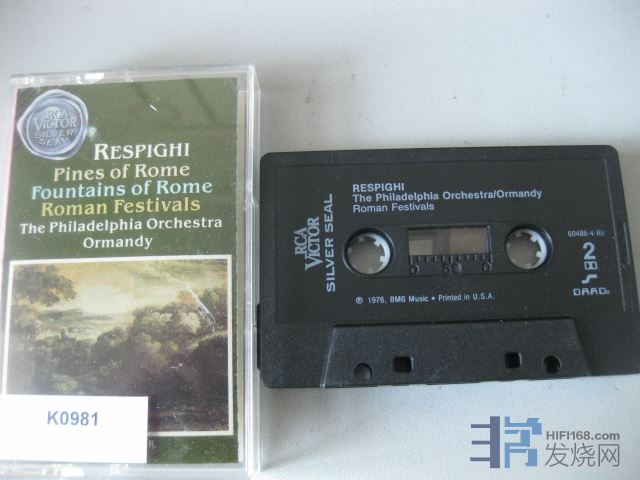 RCA
VICTOR
SILVER
SEAL
RESPIGHI
Pines of Rome
Fountains of Rome
Roman Festivals
The Philadelphia Orchestra
Ormandy
K0981
RCA
VICTOR
SILVER SEAL
RESPIGHI
The Philadelphia Orchestra/Ormandy
Roman Festivals
60486-4-RV
2
℗ 1976, BMG Music • Printed in U.S.A.
HIFI168.com
发烧网